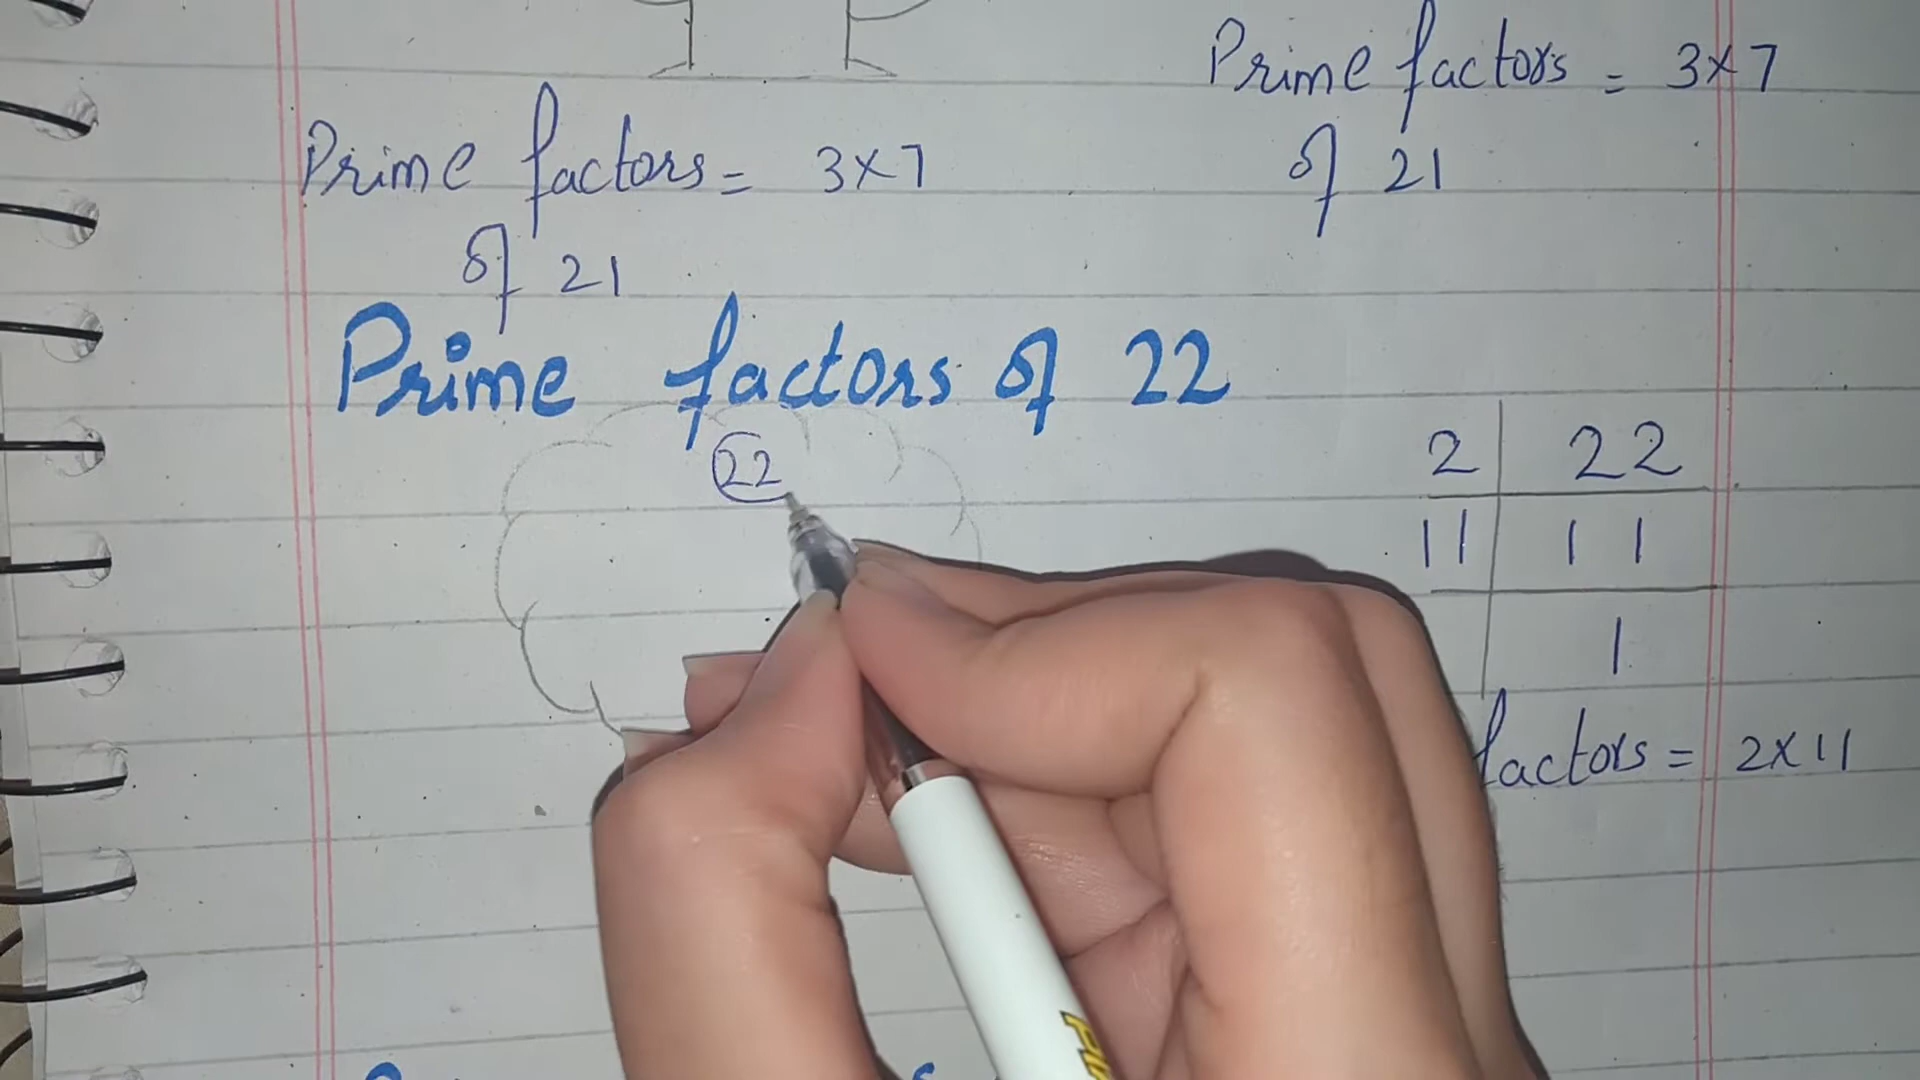 Prime factors = 3×7
of 21
Prime factors = 3×7
of 21
Prime factors of 22
22
2 22
11 11
1
factors = 2×11